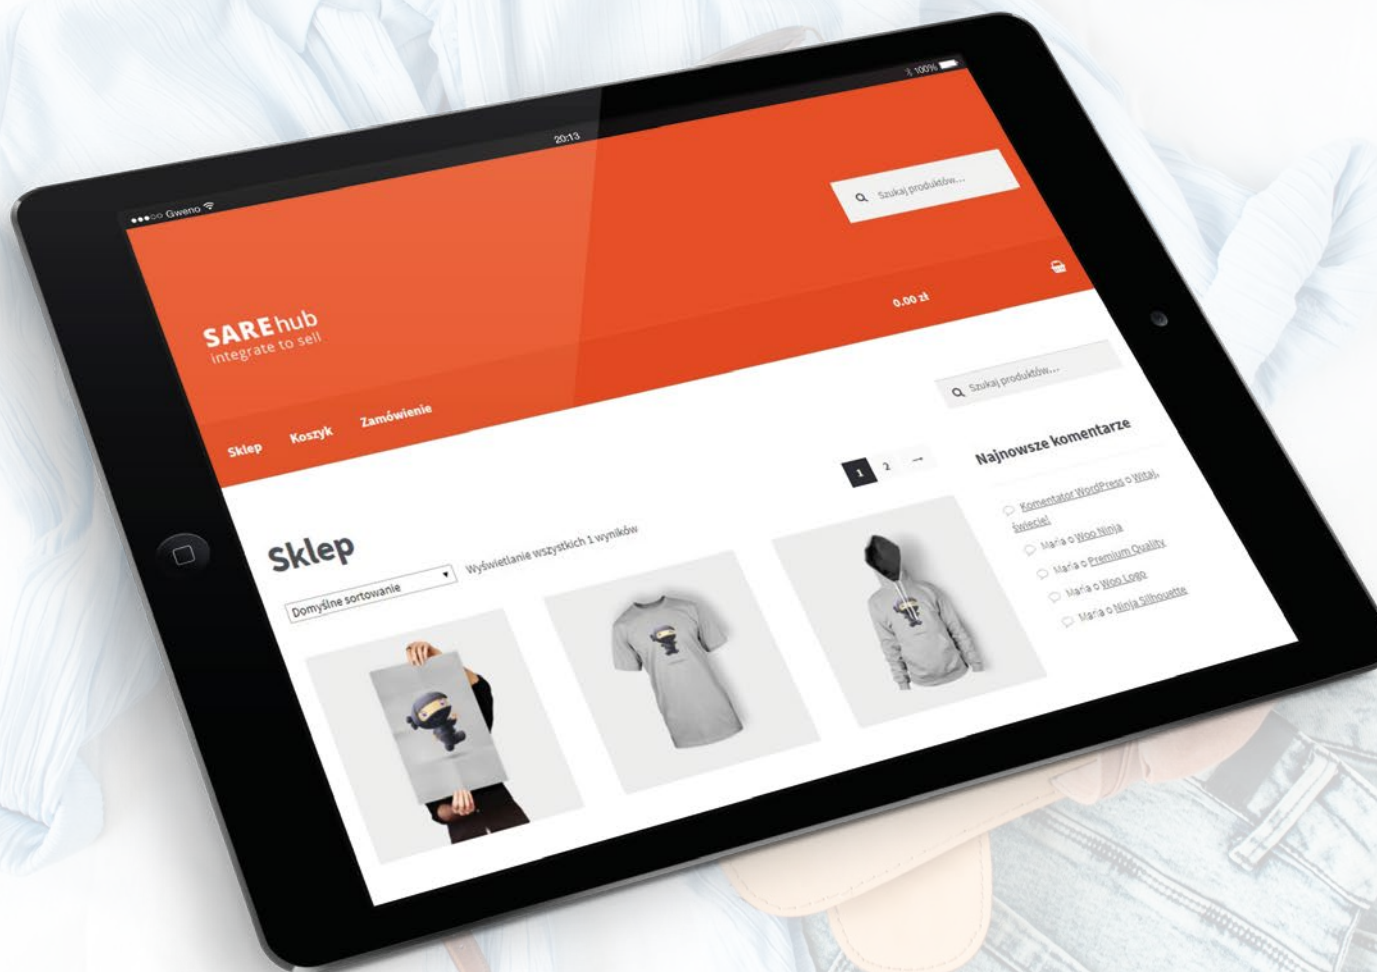 ●●●○○ Gweno
20:13
100%
Szukaj produktów...
SAREhub
integrate to sell
0.00 zł
Sklep
Koszyk
Zamówienie
Szukaj produktów...
1 2 →
Najnowsze komentarze
Komentator WordPress o Witaj,
świecie!
Maria o Woo Ninja
Maria o Premium Quality
Maria o Woo Logo
Maria o Ninja Silhouette
Sklep
Domyślne sortowanie
Wyświetlanie wszystkich 1 wyników